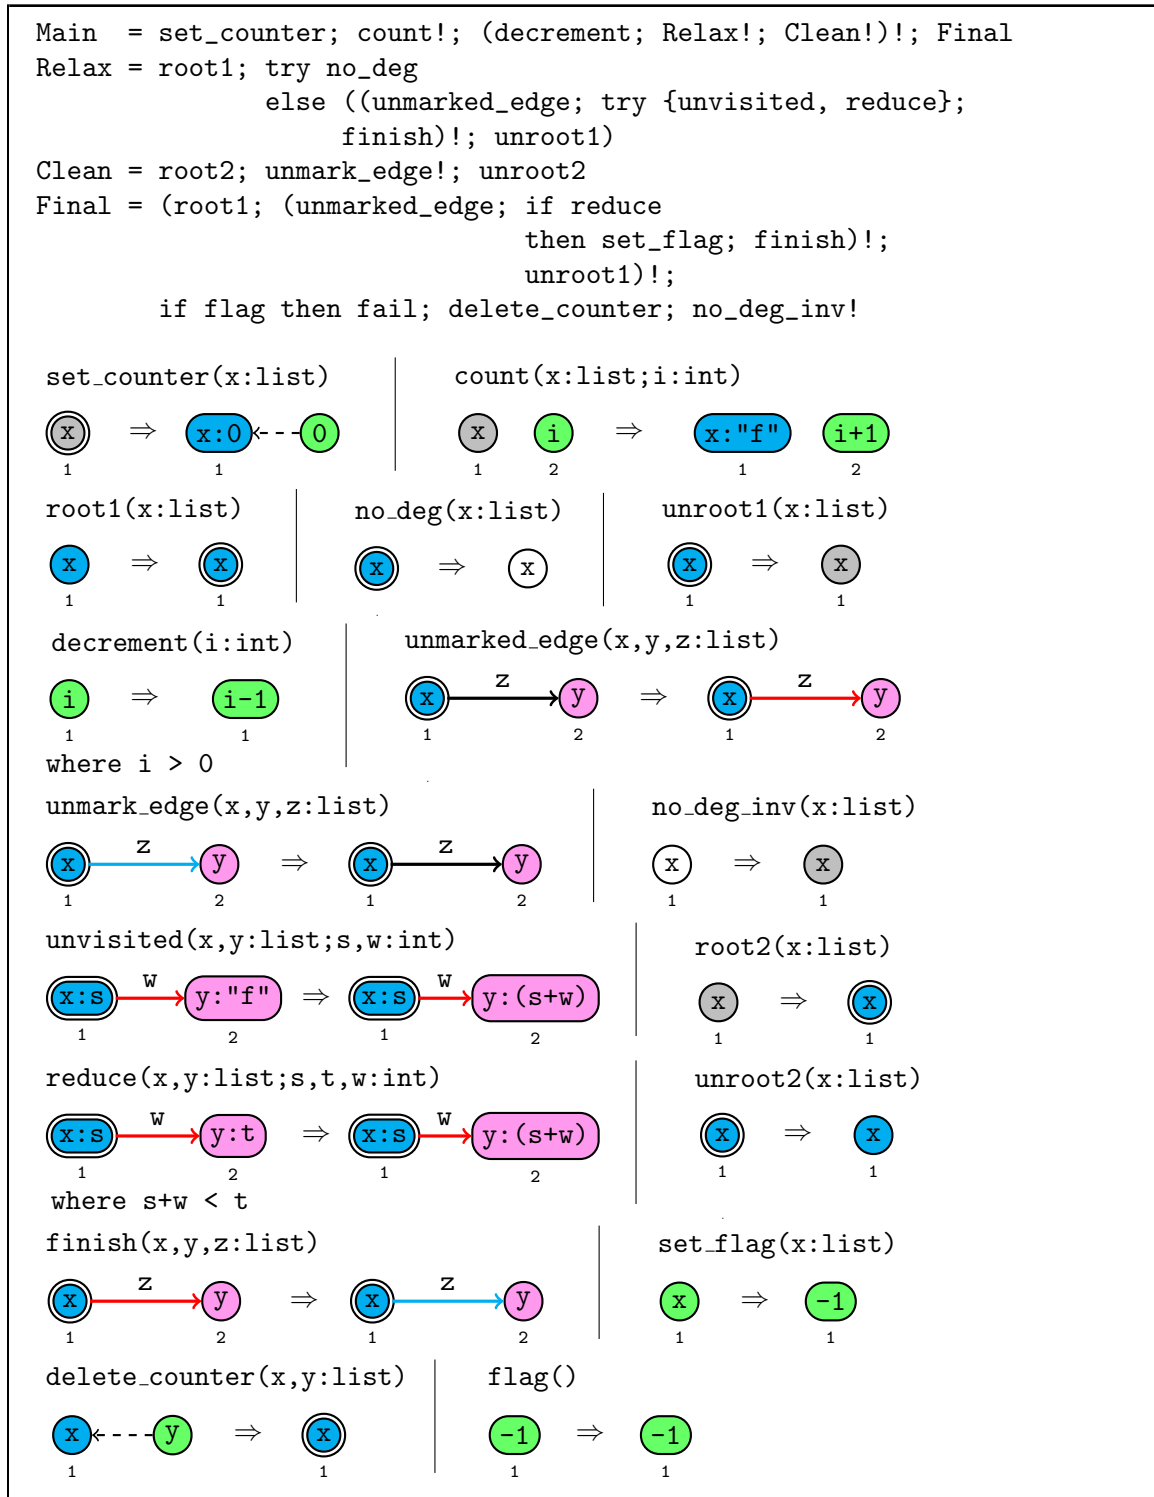 Main  = set_counter; count!; (decrement; Relax!; Clean!)!; Final
Relax = root1; try no_deg
else ((unmarked_edge; try {unvisited, reduce};
finish)!; unroot1)
Clean = root2; unmark_edge!; unroot2
Final = (root1; (unmarked_edge; if reduce
then set_flag; finish)!;
unroot1)!;
if flag then fail; delete_counter; no_deg_inv!
set_counter(x:list) count(x:list;i:int)
x ⇒ x:0 0 x i ⇒ x:"f" i+1
1 1 1 2 1 2
root1(x:list) no_deg(x:list) unroot1(x:list)
x ⇒ x x ⇒ x x ⇒ x
1 1 1 1
decrement(i:int) unmarked_edge(x,y,z:list)
i ⇒ i-1 x z y ⇒ x z y
1 1 1 2 1 2
where i > 0
unmark_edge(x,y,z:list) no_deg_inv(x:list)
x z y ⇒ x z y x ⇒ x
1 2 1 2 1 1
unvisited(x,y:list;s,w:int) root2(x:list)
x:s w y:"f" ⇒ x:s w y:(s+w) x ⇒ x
1 2 1 2 1 1
reduce(x,y:list;s,t,w:int) unroot2(x:list)
x:s w y:t ⇒ x:s w y:(s+w) x ⇒ x
1 2 1 2 1 1
where s+w < t
finish(x,y,z:list) set_flag(x:list)
x z y ⇒ x z y x ⇒ -1
1 2 1 2 1 1
delete_counter(x,y:list) flag()
x y ⇒ x -1 ⇒ -1
1 1 1 1